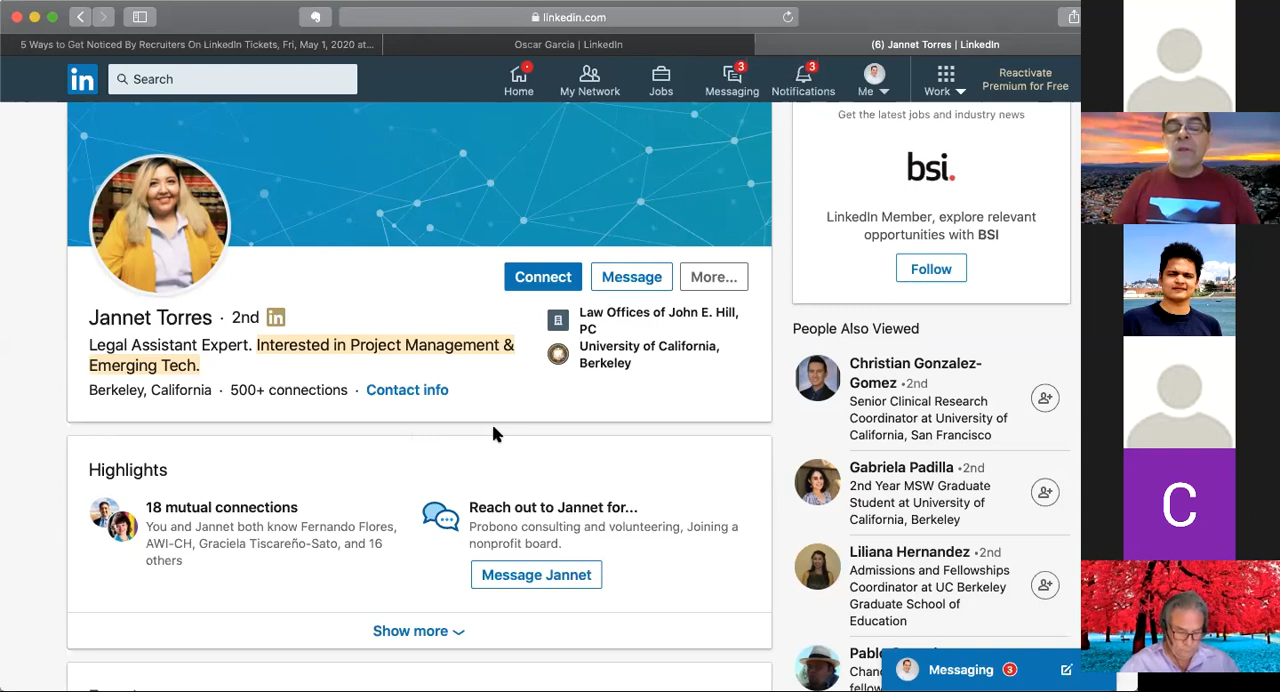 linkedin.com
5 Ways to Get Noticed By Recruiters On LinkedIn Tickets, Fri, May 1, 2020 at...
Oscar Garcia | LinkedIn
(6) Jannet Torres | LinkedIn
in
Search
Home
My Network
Jobs
3
Messaging
3
Notifications
Me
Work
Reactivate
Premium for Free
Jannet Torres · 2nd in
Legal Assistant Expert. Interested in Project Management &
Emerging Tech.
Berkeley, California · 500+ connections · Contact info
Connect
Message
More...
Law Offices of John E. Hill,
PC
University of California,
Berkeley
Highlights
18 mutual connections
You and Jannet both know Fernando Flores,
AWI-CH, Graciela Tiscareño-Sato, and 16
others
Reach out to Jannet for...
Probono consulting and volunteering, Joining a
nonprofit board.
Message Jannet
Show more
Get the latest jobs and industry news
bsi.
LinkedIn Member, explore relevant
opportunities with BSI
Follow
People Also Viewed
Christian Gonzalez-
Gomez •2nd
Senior Clinical Research
Coordinator at University of
California, San Francisco
Gabriela Padilla •2nd
2nd Year MSW Graduate
Student at University of
California, Berkeley
Liliana Hernandez •2nd
Admissions and Fellowships
Coordinator at UC Berkeley
Graduate School of
Education
Messaging 3
C